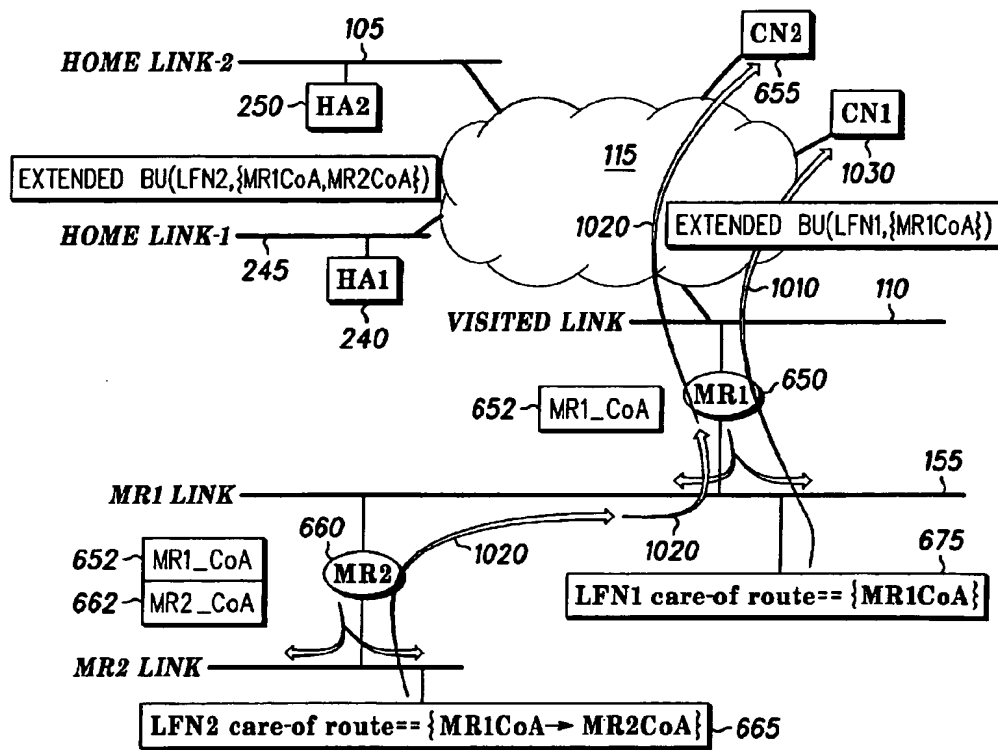 105
CN2
HOME LINK-2
655
250
HA2
CN1
115
1030
EXTENDED BU(LFN2,{MR1CoA,MR2CoA})
1020
EXTENDED BU(LFN1,{MR1CoA})
HOME LINK-1
245
HA1
1010
240
VISITED LINK
110
MR1
650
652
MR1_CoA
MR1 LINK
155
660
1020
1020
675
652
MR1_CoA
MR2
662
MR2_CoA
LFN1 care-of route=={MR1CoA}
MR2 LINK
LFN2 care-of route=={MR1CoA→MR2CoA}
665